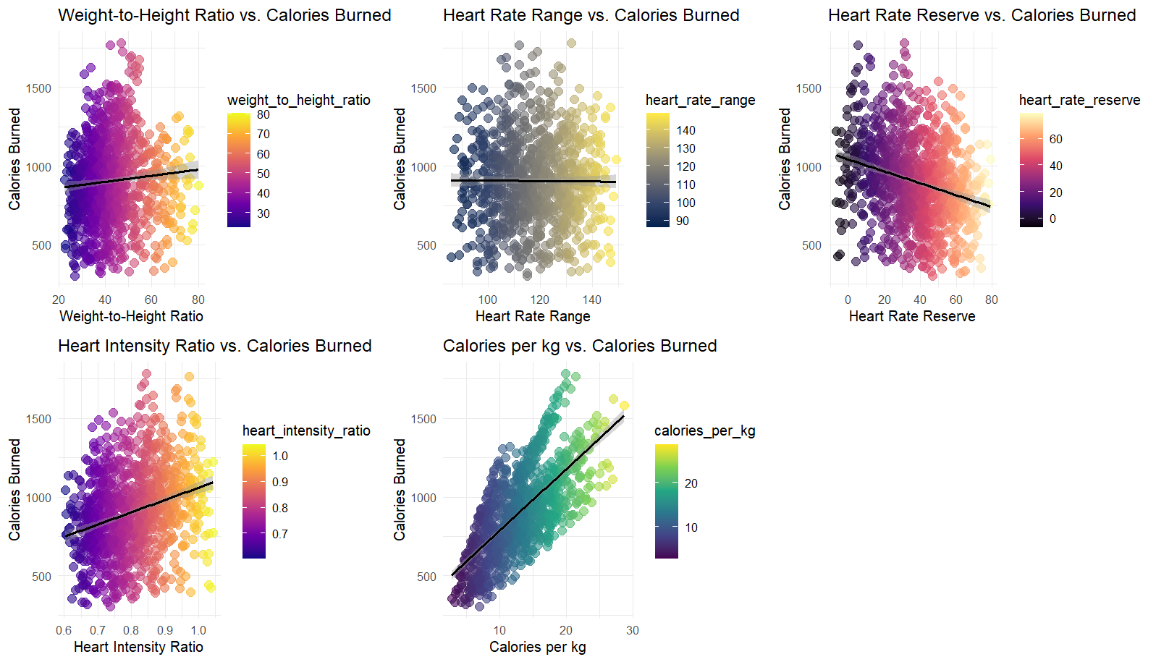 Weight-to-Height Ratio vs. Calories Burned
Calories Burned
1500
1000
500
20 40 60 80
Weight-to-Height Ratio
weight_to_height_ratio
80
70
60
50
40
30
Heart Rate Range vs. Calories Burned
Calories Burned
1500
1000
500
100 120 140
Heart Rate Range
heart_rate_range
140
130
120
110
100
90
Heart Rate Reserve vs. Calories Burned
Calories Burned
1500
1000
500
0 20 40 60 80
Heart Rate Reserve
heart_rate_reserve
60
40
20
0
Heart Intensity Ratio vs. Calories Burned
Calories Burned
1500
1000
500
0.6 0.7 0.8 0.9 1.0
Heart Intensity Ratio
heart_intensity_ratio
1.0
0.9
0.8
0.7
Calories per kg vs. Calories Burned
Calories Burned
1500
1000
500
10 20 30
Calories per kg
calories_per_kg
20
10